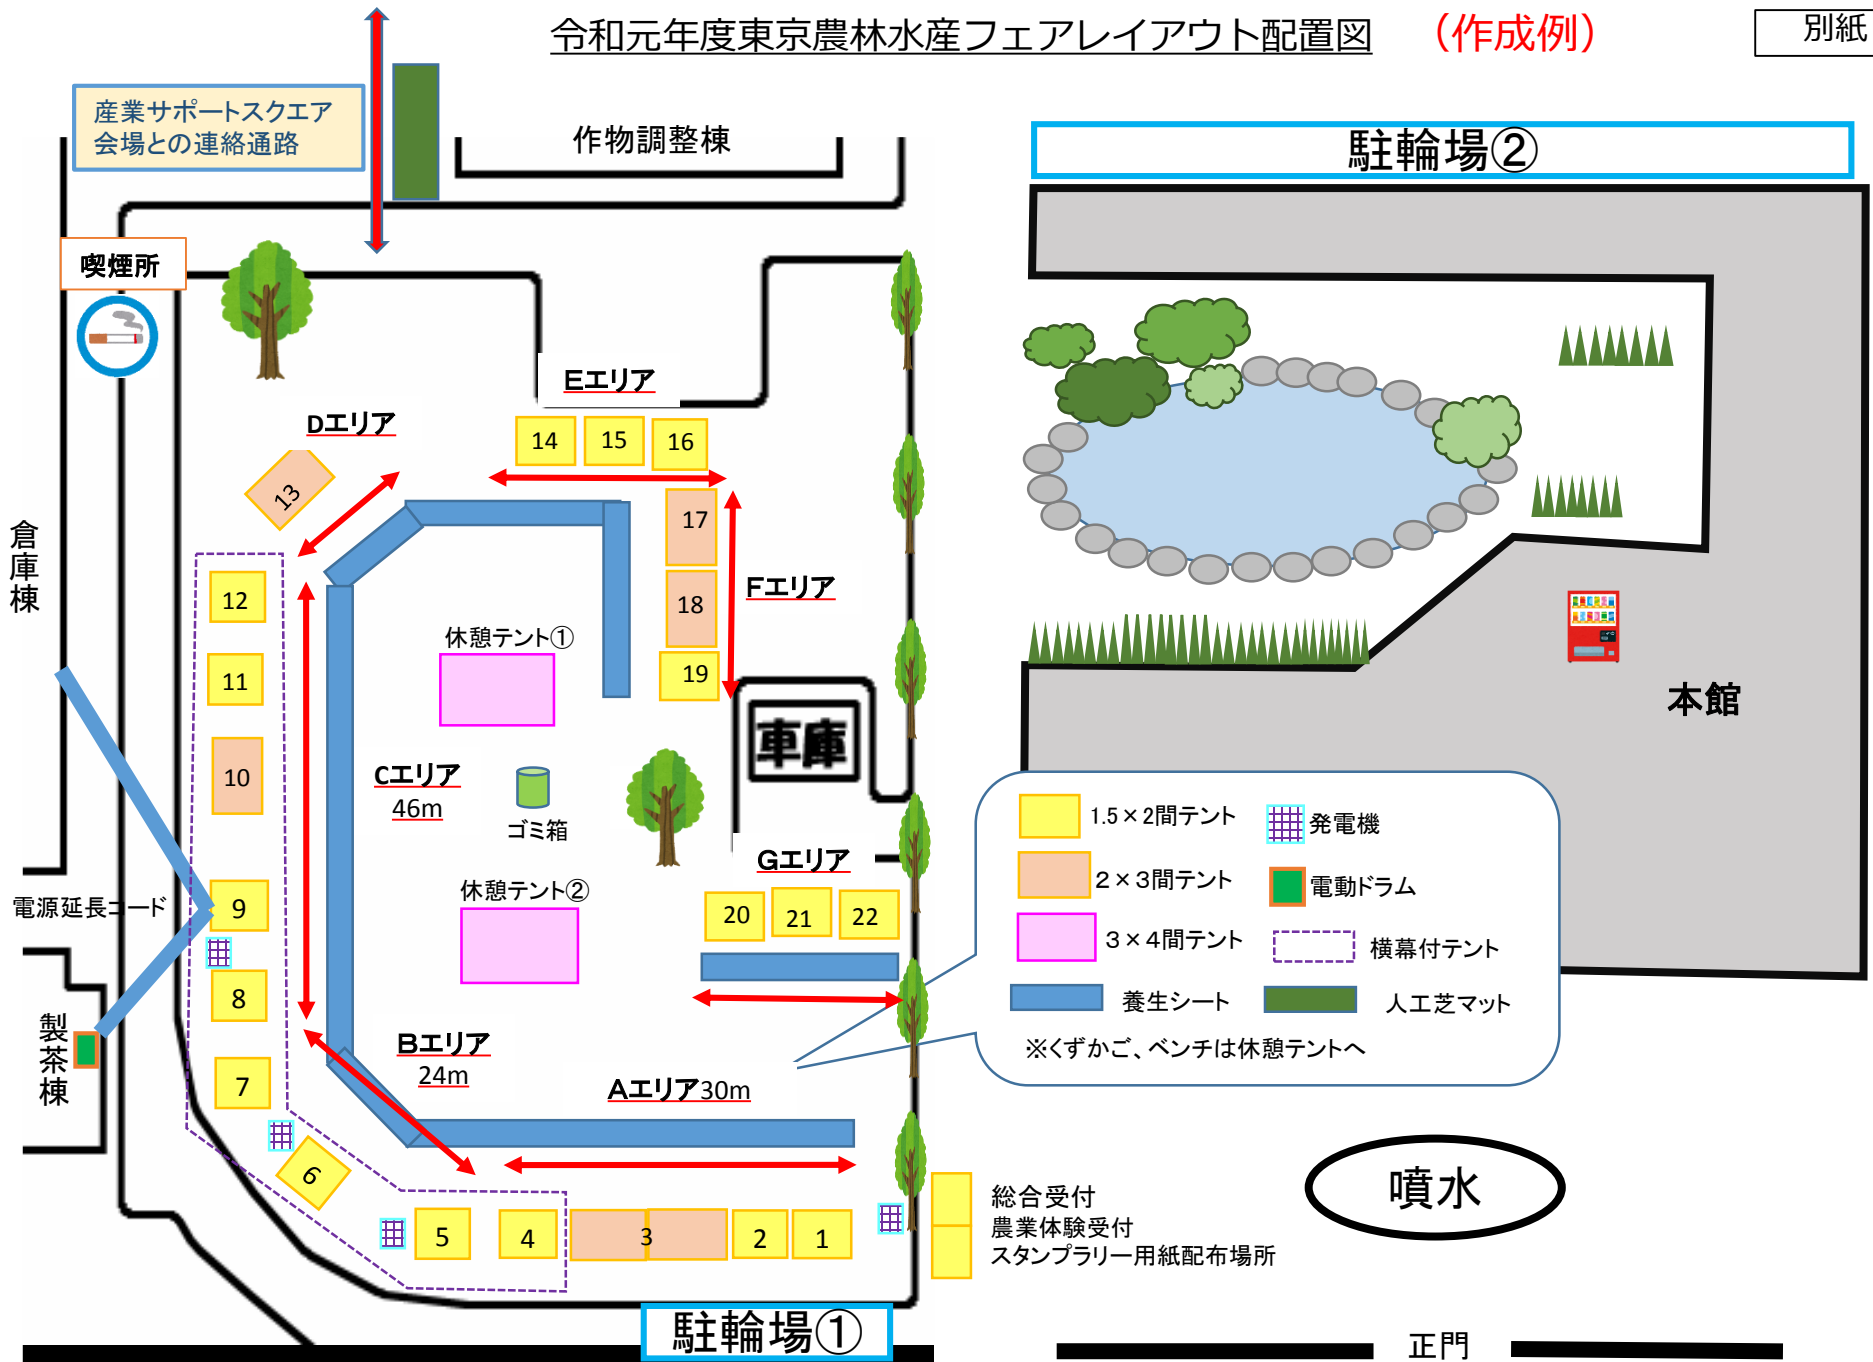 令和元年度東京農林水産フェアレイアウト配置図
（作成例）
別紙
産業サポートスクエア
会場との連絡通路
作物調整棟
駐輪場②
喫煙所
Eエリア
Dエリア
14
15
16
13
17
倉庫棟
12
18
Fエリア
休憩テント①
11
19
本館
車庫
10
Cエリア
46m
ゴミ箱
1.5×2間テント
発電機
Gエリア
2×3間テント
電動ドラム
休憩テント②
電源延長コード
9
20
21
22
3×4間テント
横幕付テント
8
養生シート
人工芝マット
製茶棟
Bエリア
24m
※くずかご、ベンチは休憩テントへ
7
Aエリア30m
6
噴水
総合受付
農業体験受付
スタンプラリー用紙配布場所
5
4
3
2
1
駐輪場①
正門